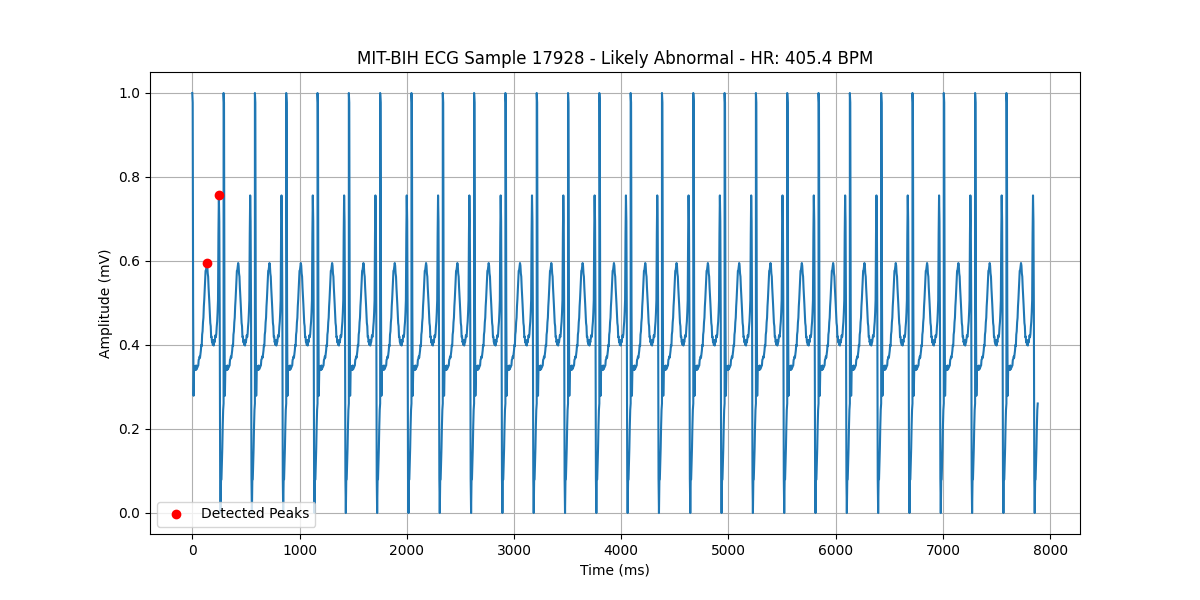 MIT-BIH ECG Sample 17928 - Likely Abnormal - HR: 405.4 BPM
Amplitude (mV)
1.0
0.8
0.6
0.4
0.2
0.0
Detected Peaks
0 1000 2000 3000 4000 5000 6000 7000 8000
Time (ms)